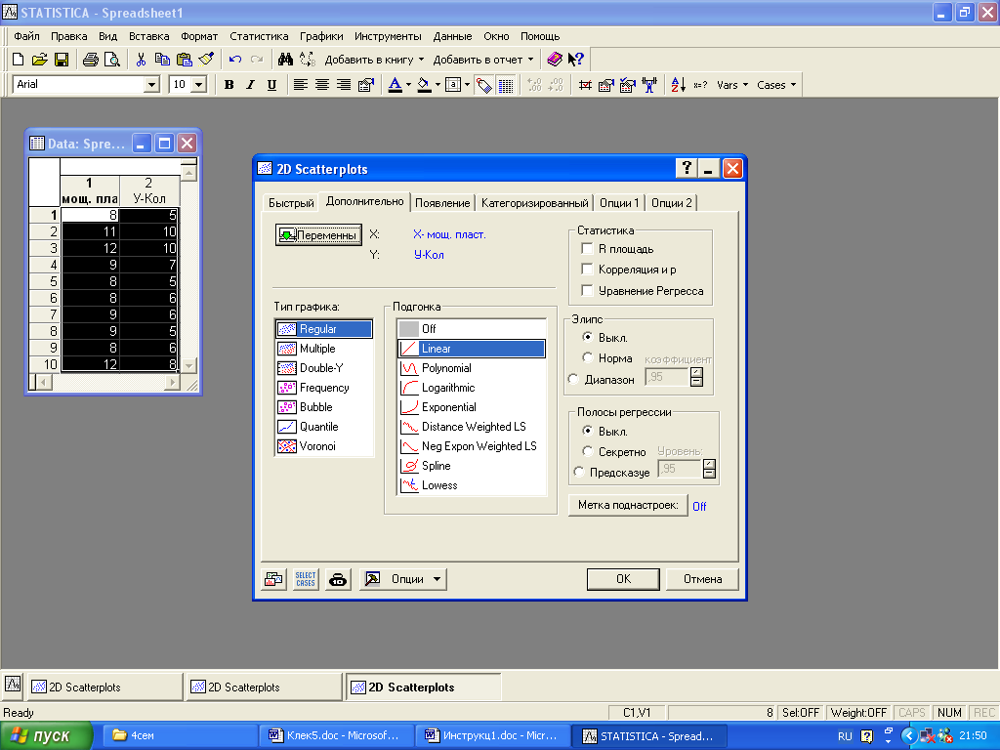 STATISTICA - Spreadsheet1
Файл Правка Вид Вставка Формат Статистика Графики Инструменты Данные Окно Помощь
Добавить в книгу Добавить в отчет
Arial 10 B I U A a Vars Cases
Data: Spre...
1 2
мощ. пла У-Кол
1 8 5
2 11 10
3 12 10
4 9 7
5 8 5
6 8 6
7 9 6
8 9 5
9 8 6
10 12 8
2D Scatterplots
Быстрый Дополнительно Появление Категоризированный Опции 1 Опции 2
Переменны X: X- мощ. пласт.
Y: У-Кол
Статистика
R площадь
Корреляция и р
Уравнение Регресса
Тип графика:
Regular
Multiple
Double-Y
Frequency
Bubble
Quantile
Voronoi
Подгонка
Off
Linear
Polynomial
Logarithmic
Exponential
Distance Weighted LS
Neg Expon Weighted LS
Spline
Lowess
Элипс
Выкл.
Норма коэффициент
Диапазон ,95
Полосы регрессии
Выкл.
Секретно Уровень:
Предсказуе ,95
Метка поднастроек: Off
SELECT CASES Опции OK Отмена
2D Scatterplots 2D Scatterplots 2D Scatterplots
Ready C1,V1 8 Sel:OFF Weight:OFF CAPS NUM REC
пуск 4сем Клек5.doc - Microsof... Инструкц1.doc - Micr... STATISTICA - Spread... RU 21:50